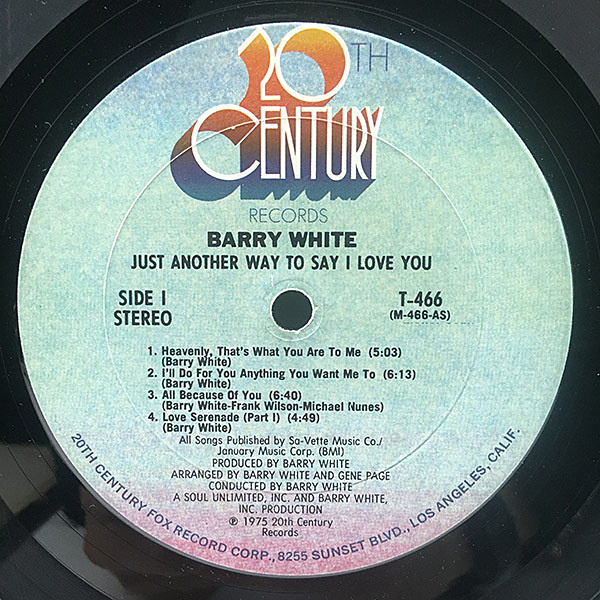 20TH
CENTURY
RECORDS
BARRY WHITE
JUST ANOTHER WAY TO SAY I LOVE YOU
SIDE I
STEREO
T-466
(M-466-AS)
1. Heavenly, That's What You Are To Me (5:03)
(Barry White)
2. I'll Do For You Anything You Want Me To (6:13)
(Barry White)
3. All Because Of You (6:40)
(Barry White-Frank Wilson-Michael Nunes)
4. Love Serenade (Part I) (4:49)
(Barry White)
All Songs Published by Sa-Vette Music Co./
January Music Corp. (BMI)
PRODUCED BY BARRY WHITE
ARRANGED BY BARRY WHITE AND GENE PAGE
CONDUCTED BY BARRY WHITE
A SOUL UNLIMITED, INC. AND BARRY WHITE,
INC. PRODUCTION
℗ 1975 20th Century
Records
20TH CENTURY FOX RECORD CORP., 8255 SUNSET BLVD., LOS ANGELES, CALIF.